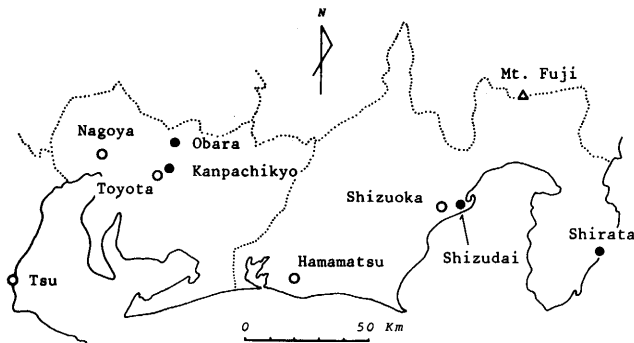 N
Mt. Fuji
Nagoya
Obara
Kanpachikyo
Toyota
Shizuoka
Shizudai
Shirata
Hamamatsu
Tsu
0 50 Km